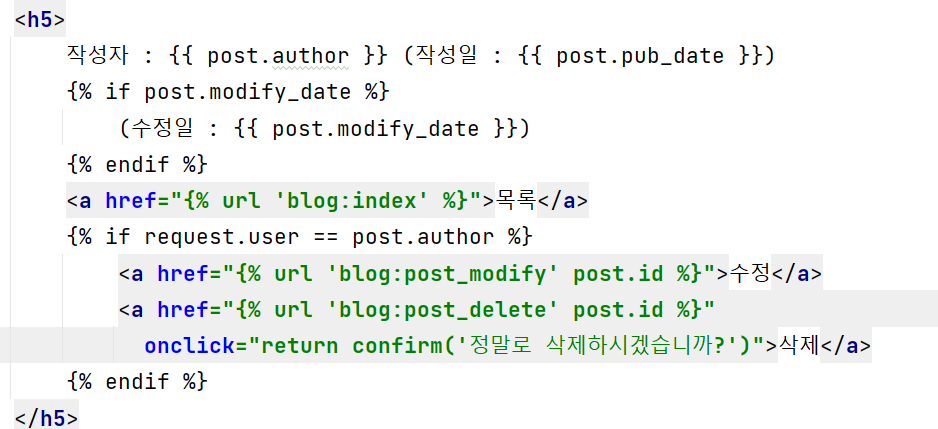 <h5>
작성자 : {{ post.author }} (작성일 : {{ post.pub_date }})
{% if post.modify_date %}
(수정일 : {{ post.modify_date }})
{% endif %}
<a href="{% url 'blog:index' %}">목록</a>
{% if request.user == post.author %}
<a href="{% url 'blog:post_modify' post.id %}">수정</a>
<a href="{% url 'blog:post_delete' post.id %}"
onclick="return confirm('정말로 삭제하시겠습니까?')">삭제</a>
{% endif %}
</h5>